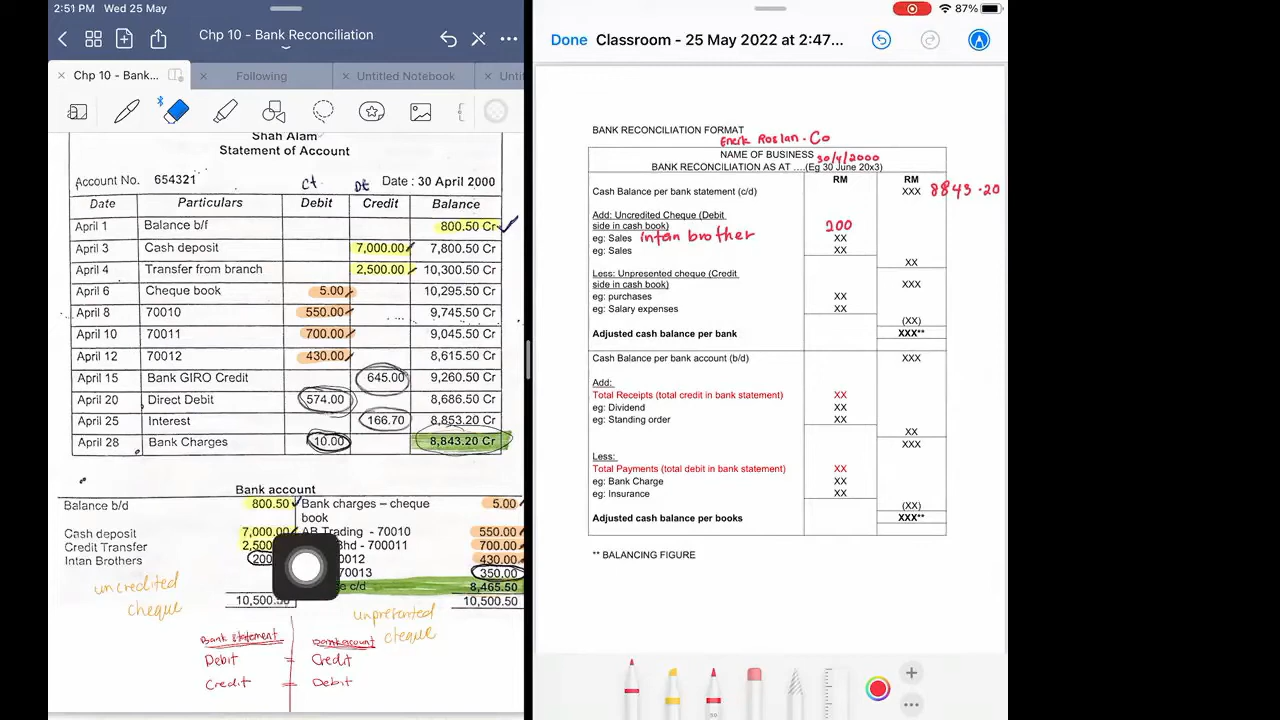 2:51 PM Wed 25 May
Chp 10 - Bank Reconciliation
Chp 10 - Bank...
Following
Untitled Notebook
Shah Alam
Statement of Account
Account No. 654321
Ct
Dt
Date : 30 April 2000
Date Particulars Debit Credit Balance
April 1 Balance b/f 800.50 Cr
April 3 Cash deposit 7,000.00 7,800.50 Cr
April 4 Transfer from branch 2,500.00 10,300.50 Cr
April 6 Cheque book 5.00 10,295.50 Cr
April 8 70010 550.00 9,745.50 Cr
April 10 70011 700.00 9,045.50 Cr
April 12 70012 430.00 8,615.50 Cr
April 15 Bank GIRO Credit 645.00 9,260.50 Cr
April 20 Direct Debit 574.00 8,686.50 Cr
April 25 Interest 166.70 8,853.20 Cr
April 28 Bank Charges 10.00 8,843.20 Cr
Bank account
Balance b/d 800.50 Bank charges – cheque book 5.00
Cash deposit 7,000.00 AB Trading - 70010 550.00
Credit Transfer 700011 700.00
Intan Brothers 430.00
350.00
c/d 8,465.50
10,500.50 10,500.50
uncredited
cheque
unpresented
cheque
Bank statement Bank account
Debit = Credit
Credit = Debit
87%
Done Classroom - 25 May 2022 at 2:47...
BANK RECONCILIATION FORMAT
Encik Roslan . Co
NAME OF BUSINESS 30/4/2000
BANK RECONCILIATION AS AT ....(Eg 30 June 20x3)
RM RM
Cash Balance per bank statement (c/d) XXX 8843.20
Add: Uncredited Cheque (Debit
side in cash book) 200
eg: Sales intan brother XX
eg: Sales XX
XX
Less: Unpresented cheque (Credit XXX
side in cash book)
eg: purchases XX
eg: Salary expenses XX
(XX)
Adjusted cash balance per bank XXX**
Cash Balance per bank account (b/d) XXX
Add:
Total Receipts (total credit in bank statement) XX
eg: Dividend XX
eg: Standing order XX
XX
XXX
Less:
Total Payments (total debit in bank statement) XX
eg: Bank Charge XX
eg: Insurance XX
(XX)
Adjusted cash balance per books XXX**
** BALANCING FIGURE